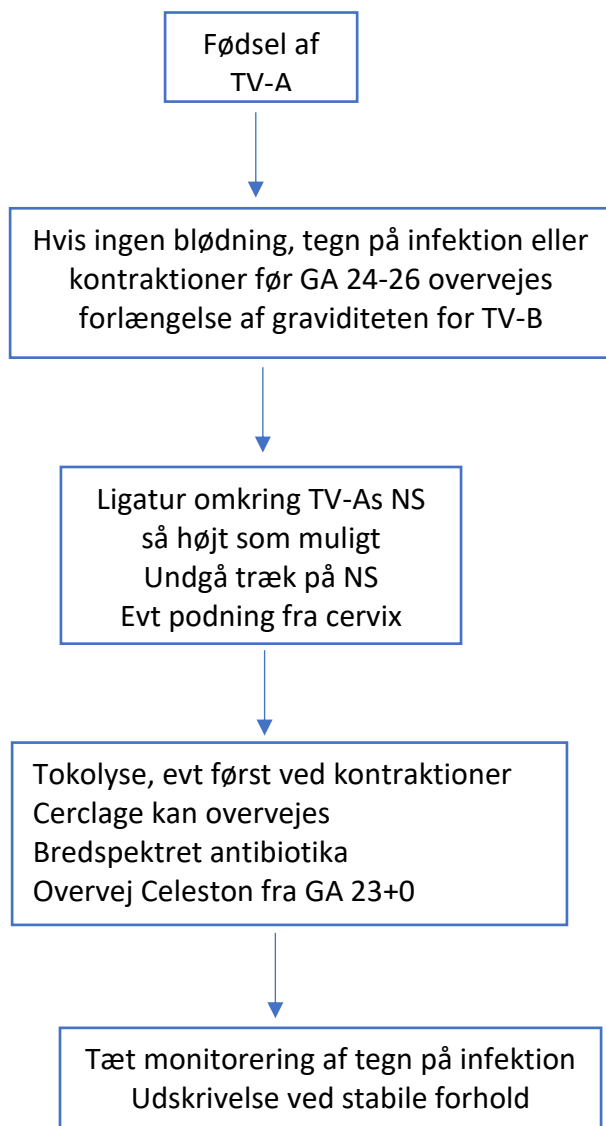 Fødsel af
TV-A
Hvis ingen blødning, tegn på infektion eller
kontraktioner før GA 24-26 overvejes
forlængelse af graviditeten for TV-B
Ligatur omkring TV-As NS
så højt som muligt
Undgå træk på NS
Evt podning fra cervix
Tokolyse, evt først ved kontraktioner
Cerclage kan overvejes
Bredspektret antibiotika
Overvej Celeston fra GA 23+0
Tæt monitorering af tegn på infektion
Udskrivelse ved stabile forhold